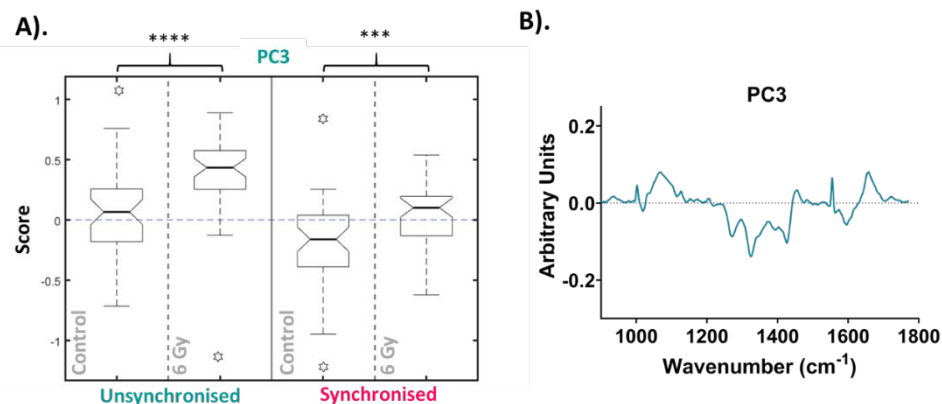 A).
B).
****
***
PC3
1
0.5
0
-0.5
-1
Score
Control
6 Gy
Control
6 Gy
Unsynchronised
Synchronised
PC3
0.2
0.0
-0.2
Arbitrary Units
1000 1200 1400 1600 1800
Wavenumber (cm⁻¹)